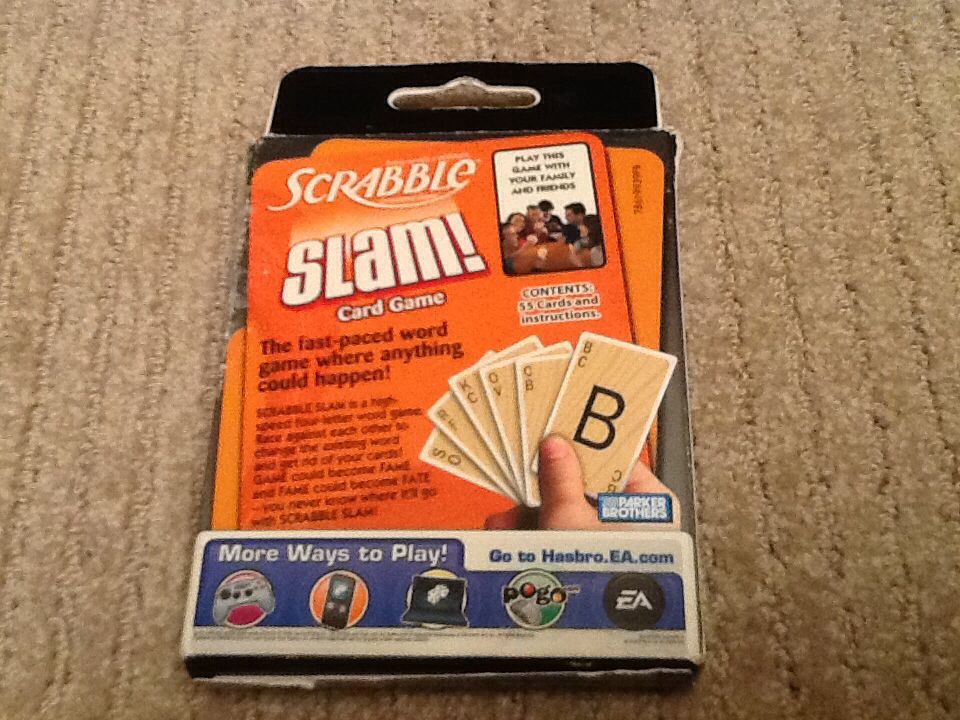 SCRABBLE
SLAM!
Card Game
PLAY THIS
GAME WITH
YOUR FAMILY
AND FRIENDS
CONTENTS:
55 Cards and
instructions.
The fast-paced word
game where anything
could happen!
SCRABBLE SLAM is a high-
speed four-letter word game.
Race against each other to
change the existing word
and get rid of your cards!
GAME could become FAME
and FAME could become FATE
– you never know where it'll go
with SCRABBLE SLAM!
S
O
K
C
O
V
C
B
B
C
B
PARKER
BROTHERS
More Ways to Play!
Go to Hasbro.EA.com
pogo
EA